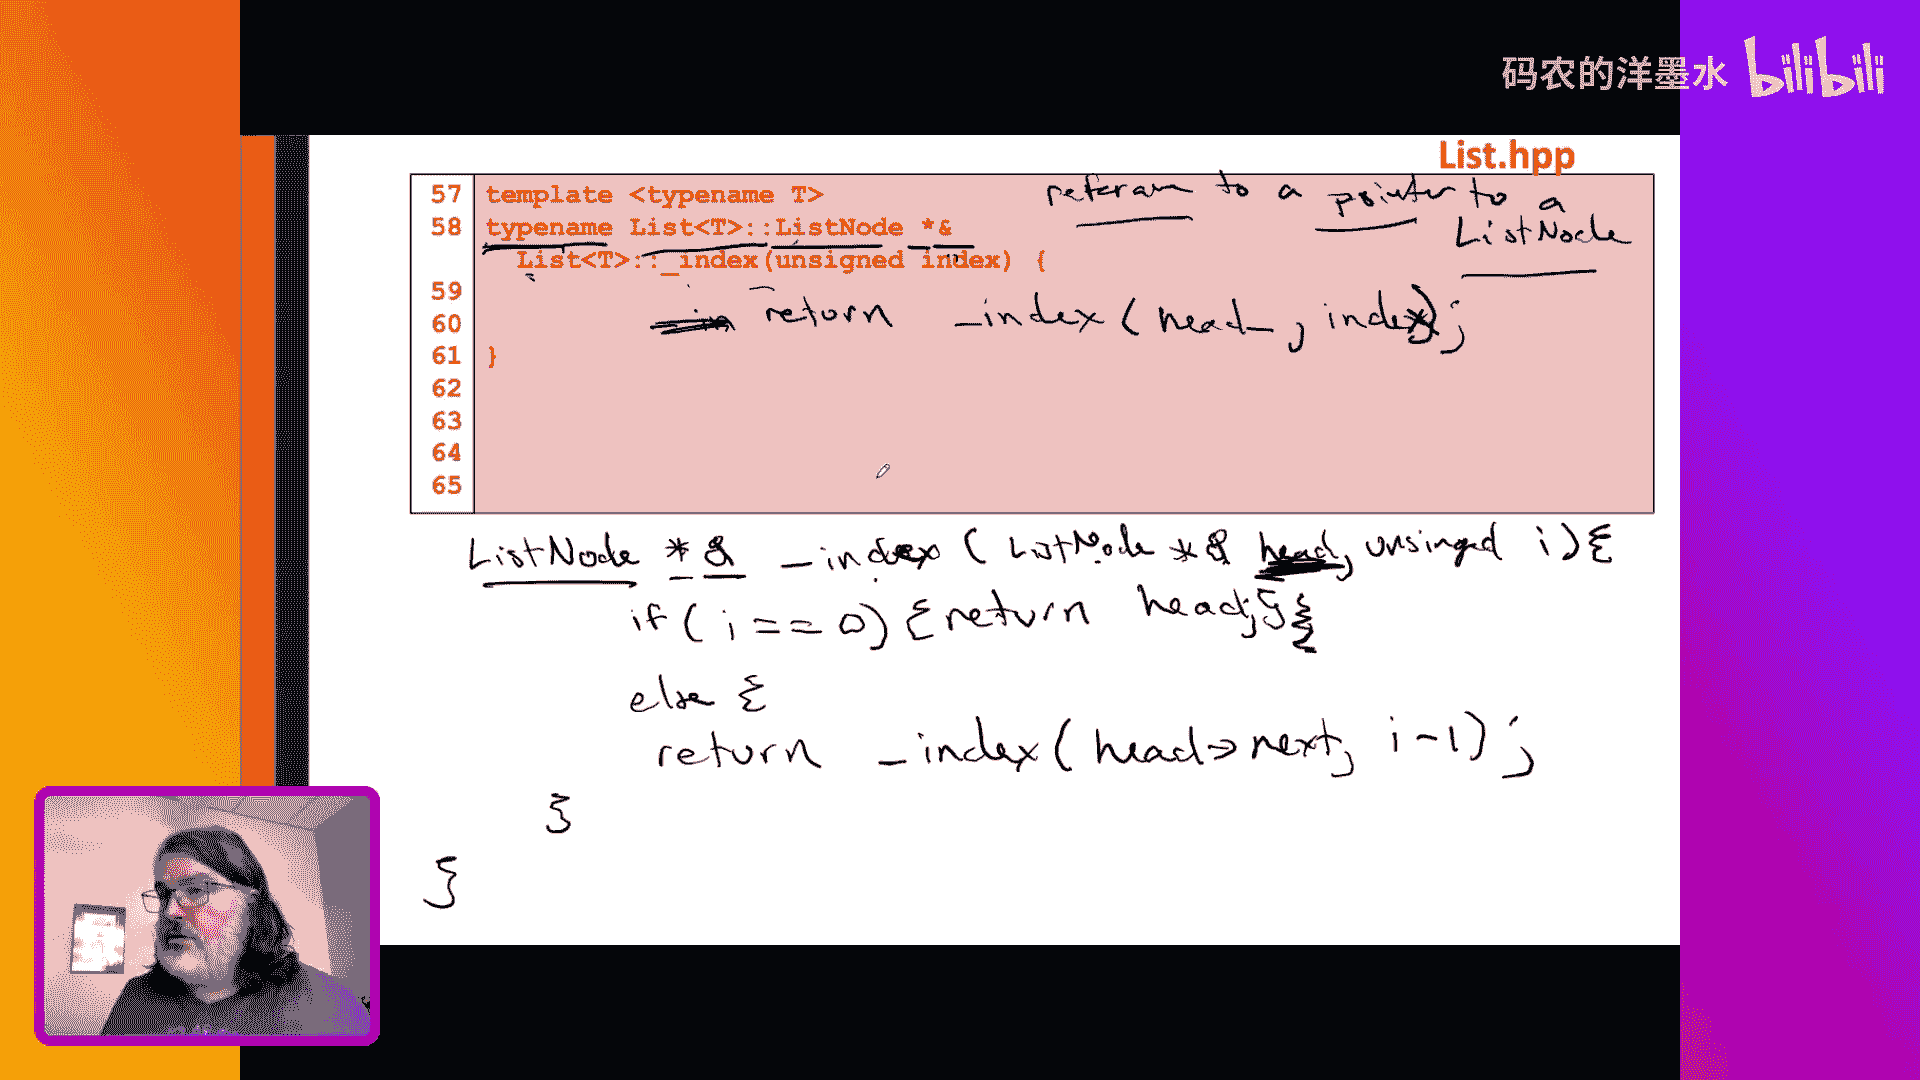 码农的洋墨水 bilibili
List.hpp
57 template <typename T>
58 typename List<T>::ListNode *&
List<T>::_index(unsigned index) {
59
60
61 }
62
63
64
65
to a pointer to a
ListNode
return _index(head_, index);
ListNode *& _index(ListNode *& head, unsinged i){
if(i==0){return head;}
else {
return _index(head->next, i-1);
}
}